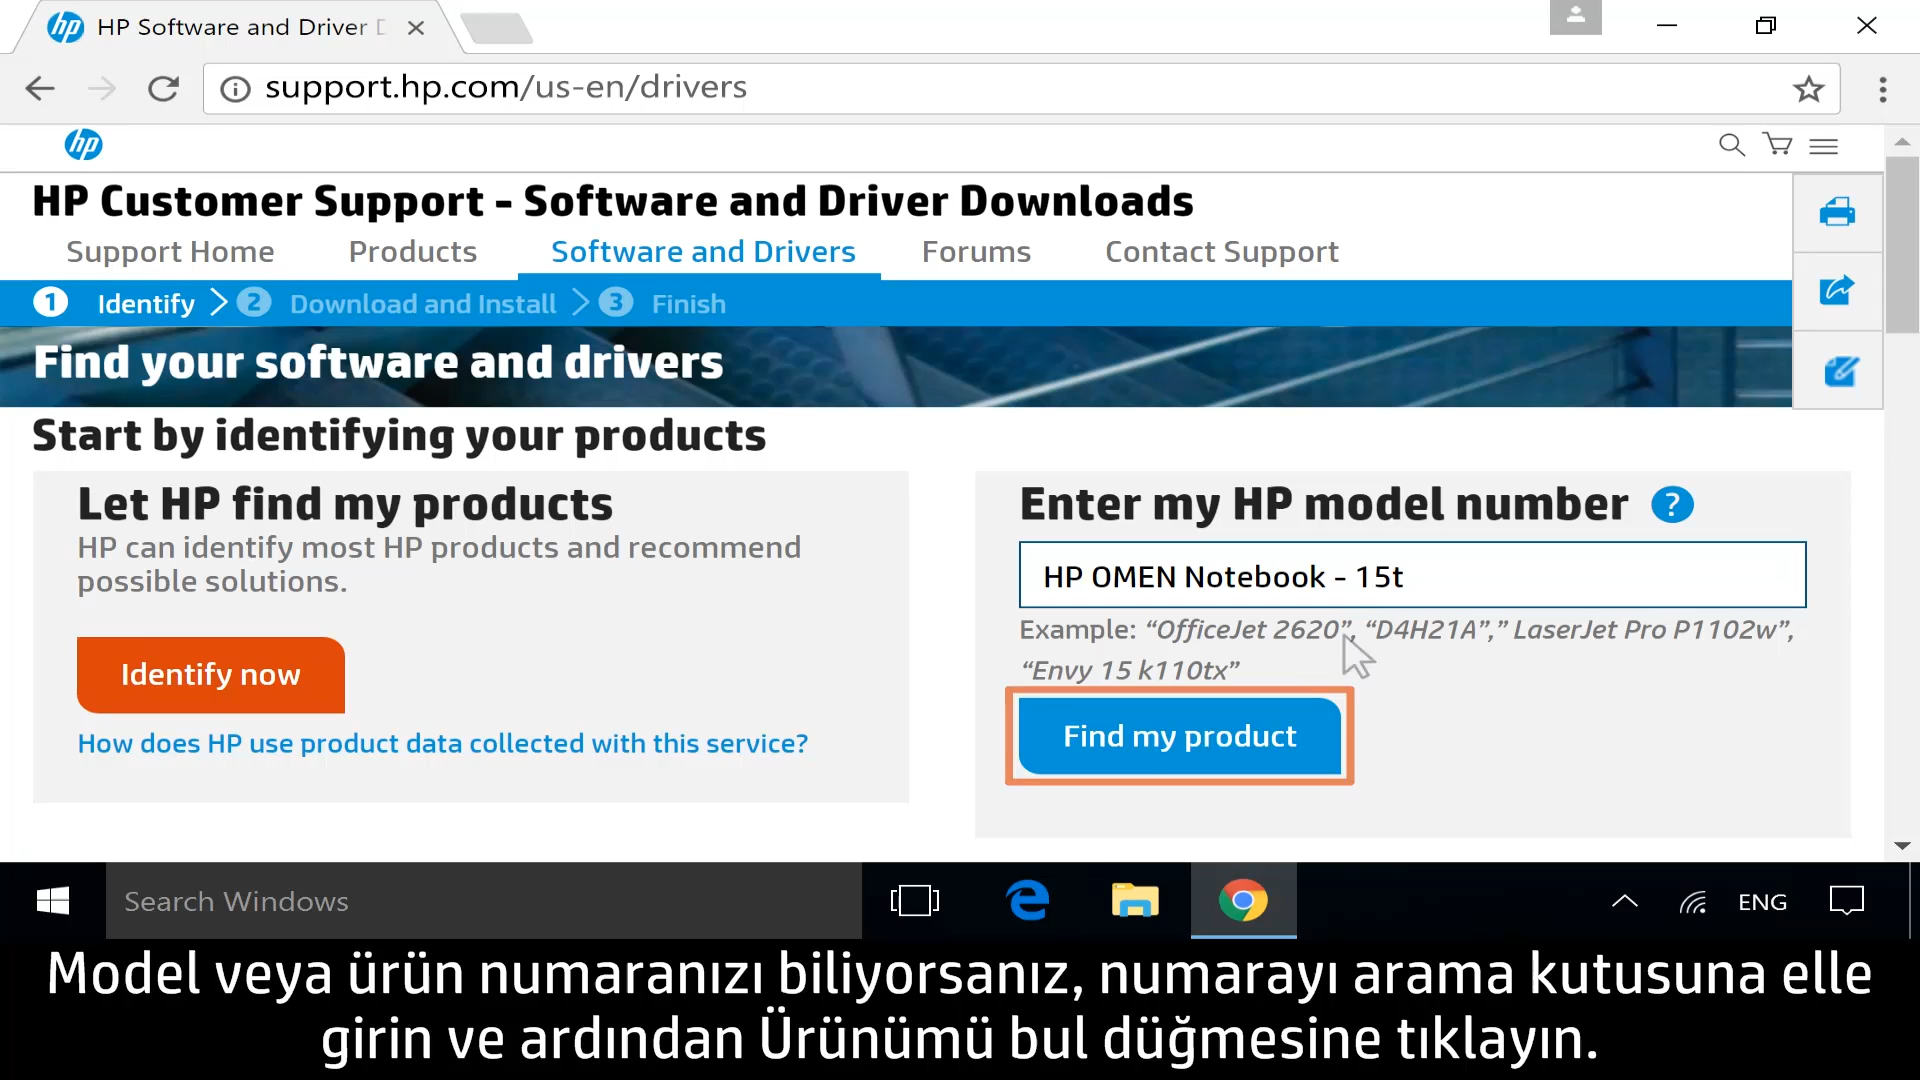 HP Software and Driver
support.hp.com/us-en/drivers
hp
HP Customer Support - Software and Driver Downloads
Support Home Products Software and Drivers Forums Contact Support
1 Identify 2 Download and Install 3 Finish
Find your software and drivers
Start by identifying your products
Let HP find my products
HP can identify most HP products and recommend
possible solutions.
Identify now
How does HP use product data collected with this service?
Enter my HP model number ?
HP OMEN Notebook - 15t
Example: “OfficeJet 2620”, “D4H21A”,” LaserJet Pro P1102w”,
“Envy 15 k110tx”
Find my product
Search Windows
ENG
Model veya ürün numaranızı biliyorsanız, numarayı arama kutusuna elle
girin ve ardından Ürünümü bul düğmesine tıklayın.